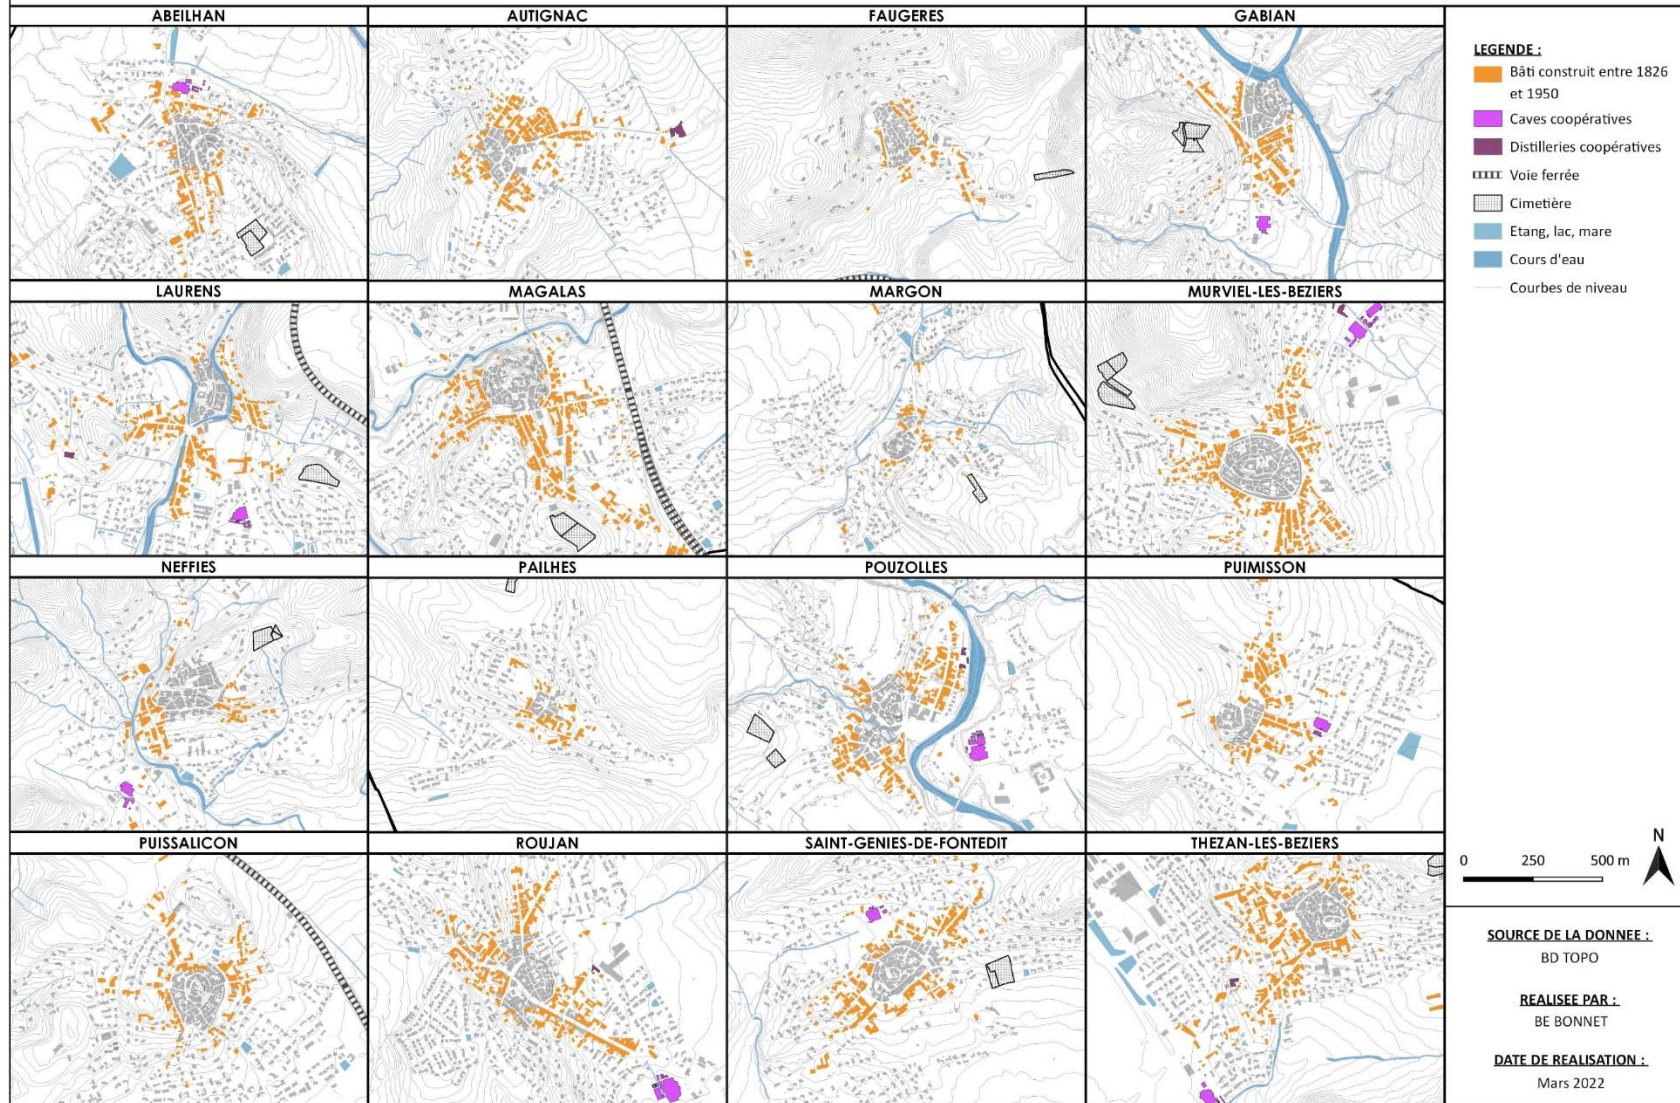 ABEILHAN
AUTIGNAC
FAUGERES
GABIAN
LAURENS
MAGALAS
MARGON
MURVIEL-LES-BEZIERS
NEFFIES
PAILHES
POUZOLLES
PUIMISSON
PUISSALICON
ROUJAN
SAINT-GENIES-DE-FONTEDIT
THEZAN-LES-BEZIERS
LEGENDE :
Bâti construit entre 1826
et 1950
Caves coopératives
Distilleries coopératives
Voie ferrée
Cimetière
Etang, lac, mare
Cours d'eau
Courbes de niveau
N
0 250 500 m
SOURCE DE LA DONNEE :
BD TOPO
REALISEE PAR :
BE BONNET
DATE DE REALISATION :
Mars 2022